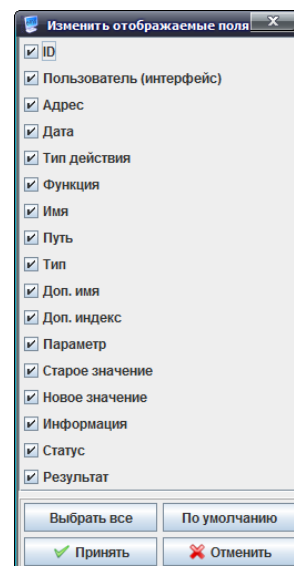 Изменить отображаемые поля
ID
Пользователь (интерфейс)
Адрес
Дата
Тип действия
Функция
Имя
Путь
Тип
Доп. имя
Доп. индекс
Параметр
Старое значение
Новое значение
Информация
Статус
Результат
Выбрать все По умолчанию
Принять Отменить